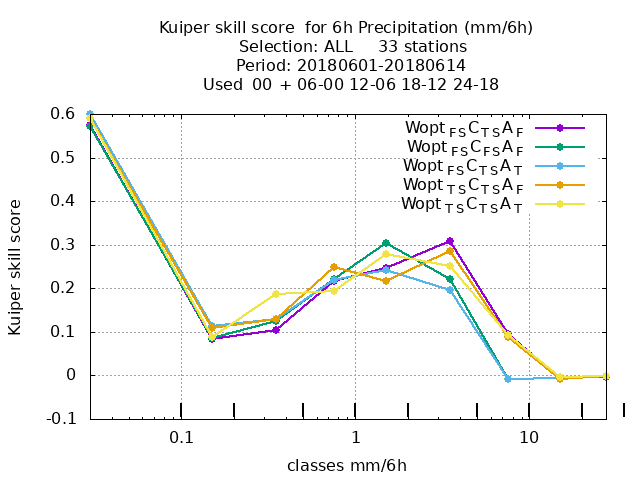 Kuiper skill score  for 6h Precipitation (mm/6h)
Selection: ALL     33 stations
Period: 20180601-20180614
Used  00  + 06-00 12-06 18-12 24-18
Wopt FS C TS A F
Wopt FS C FS A F
Wopt FS C TS A T
Wopt TS C TS A F
Wopt TS C TS A T
Kuiper skill score
0.6
0.5
0.4
0.3
0.2
0.1
0
-0.1
0.1
1
10
classes mm/6h